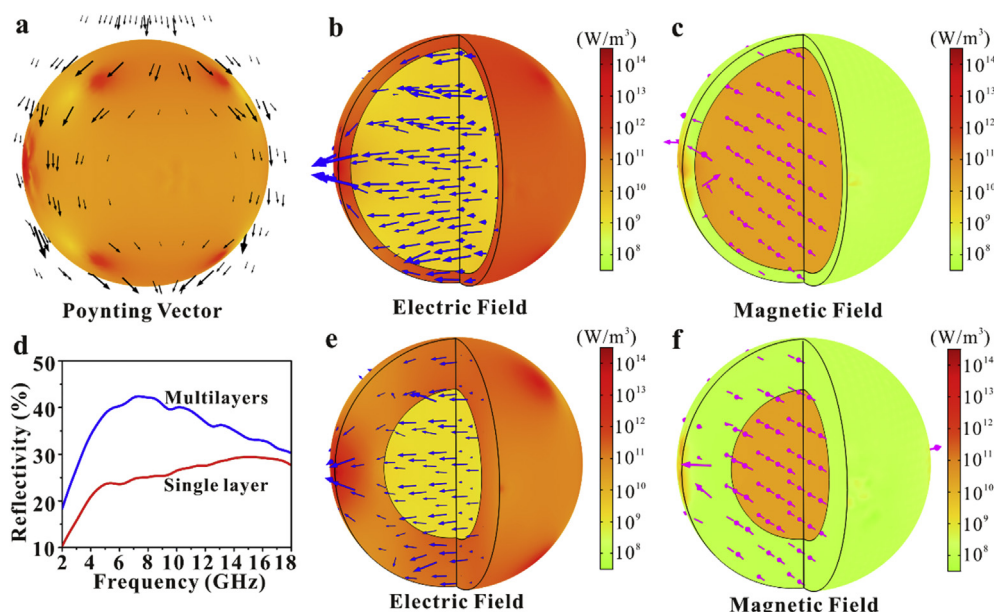 a
Poynting Vector
b
(W/m³)
10¹⁴
10¹³
10¹²
10¹¹
10¹⁰
10⁹
10⁸
Electric Field
c
(W/m³)
10¹⁴
10¹³
10¹²
10¹¹
10¹⁰
10⁹
10⁸
Magnetic Field
d
Reflectivity (%)
50
40
30
20
10
Multilayers
Single layer
2 4 6 8 10 12 14 16 18
Frequency (GHz)
e
(W/m³)
10¹⁴
10¹³
10¹²
10¹¹
10¹⁰
10⁹
10⁸
Electric Field
f
(W/m³)
10¹⁴
10¹³
10¹²
10¹¹
10¹⁰
10⁹
10⁸
Magnetic Field